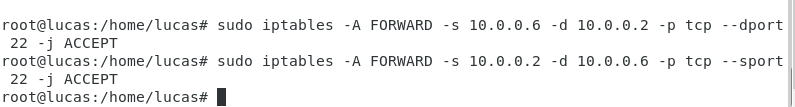 root@lucas:/home/lucas# sudo iptables -A FORWARD -s 10.0.0.6 -d 10.0.0.2 -p tcp --dport
 22 -j ACCEPT
root@lucas:/home/lucas# sudo iptables -A FORWARD -s 10.0.0.2 -d 10.0.0.6 -p tcp --sport
 22 -j ACCEPT
root@lucas:/home/lucas#